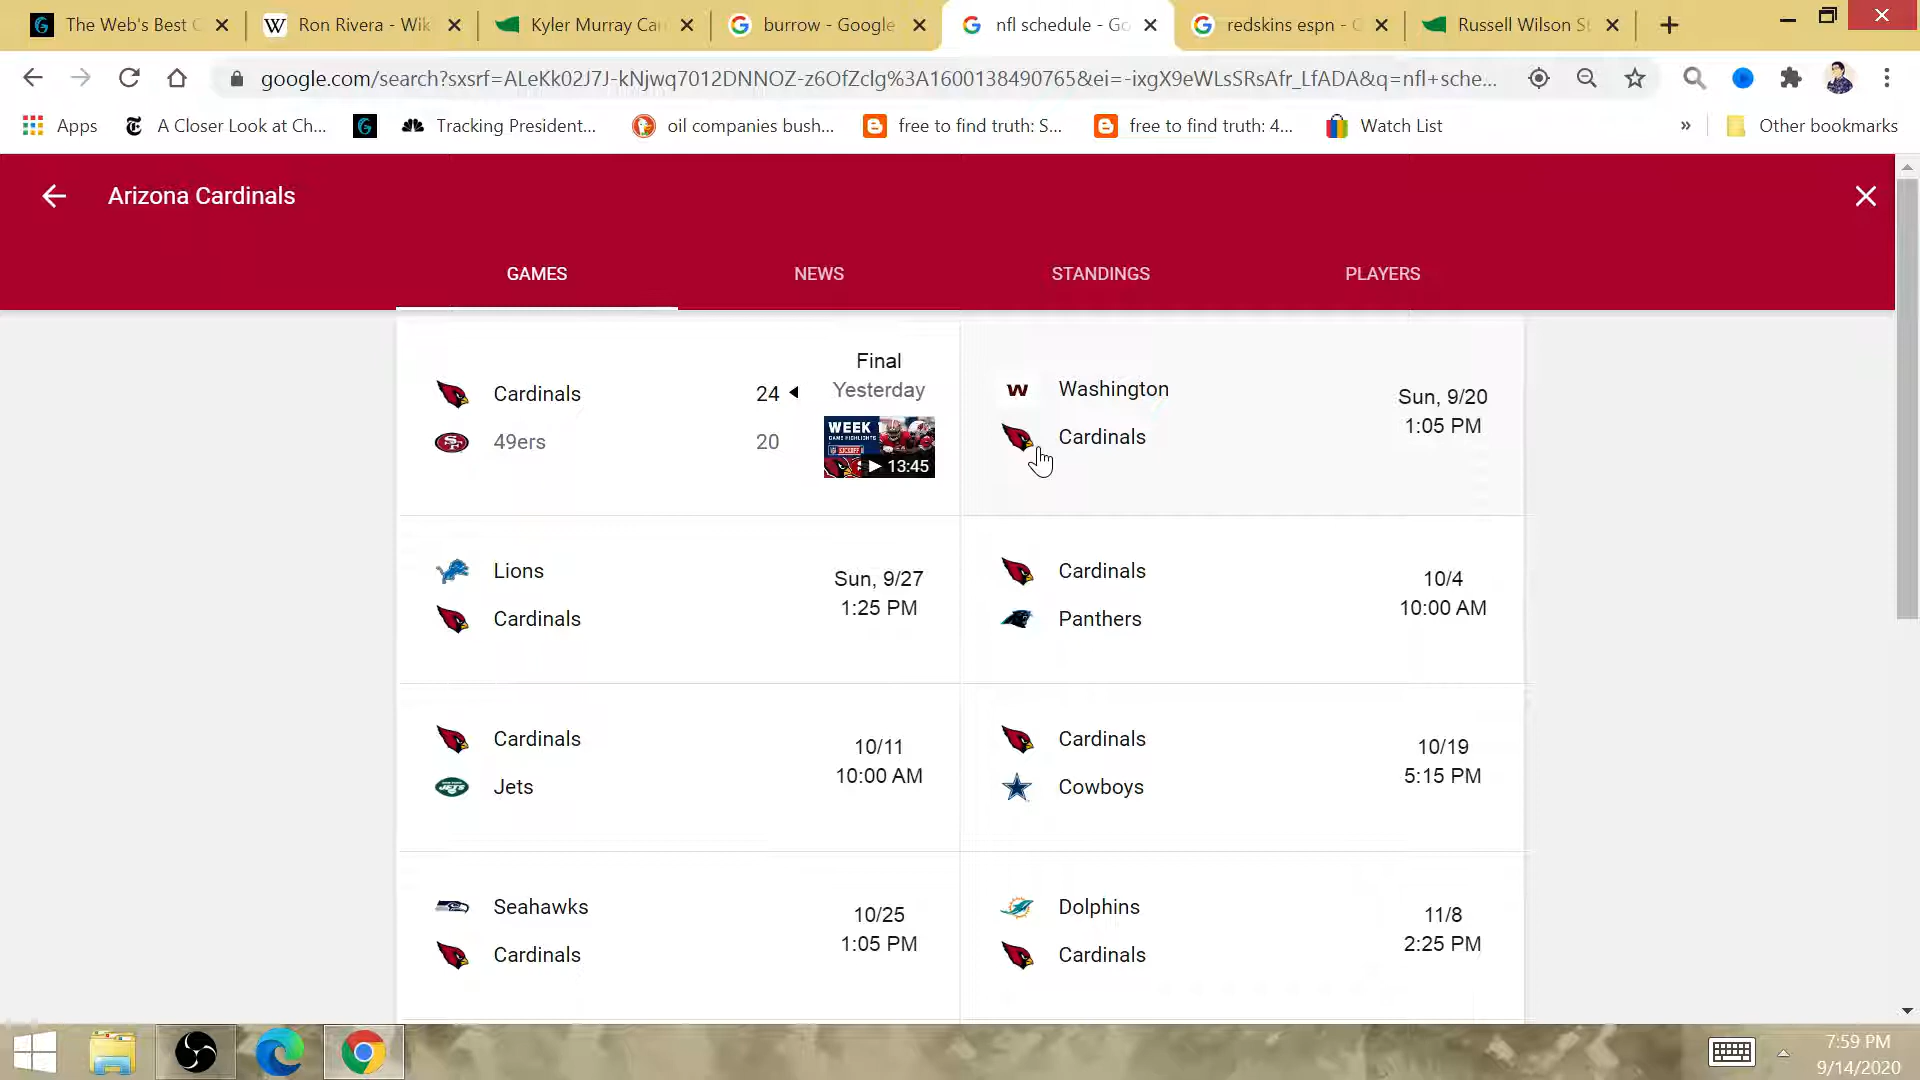 The Web's Best C
Ron Rivera - Wik
Kyler Murray Car
burrow - Google
nfl schedule - Go
redskins espn - G
Russell Wilson St
google.com/search?sxsrf=ALeKk02J7J-kNjwq7012DNNOZ-z6OfZclg%3A1600138490765&ei=-ixgX9eWLsSRsAfr_LfADA&q=nfl+sche...
Apps
A Closer Look at Ch...
Tracking President...
oil companies bush...
free to find truth: S...
free to find truth: 4...
Watch List
»
Other bookmarks
Arizona Cardinals
GAMES
NEWS
STANDINGS
PLAYERS
Cardinals 24
49ers 20
Final
Yesterday
WEEK
GAME HIGHLIGHTS
KICKOFF
13:45
W Washington
Cardinals
Sun, 9/20
1:05 PM
Lions
Cardinals
Sun, 9/27
1:25 PM
Cardinals
Panthers
10/4
10:00 AM
Cardinals
JETS Jets
10/11
10:00 AM
Cardinals
Cowboys
10/19
5:15 PM
Seahawks
Cardinals
10/25
1:05 PM
Dolphins
Cardinals
11/8
2:25 PM
7:59 PM
9/14/2020